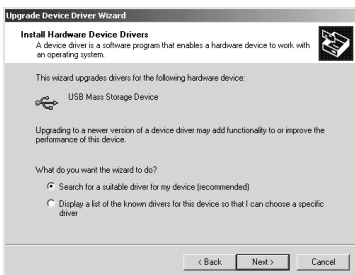 Upgrade Device Driver Wizard
Install Hardware Device Drivers
A device driver is a software program that enables a hardware device to work with
an operating system.
This wizard upgrades drivers for the following hardware device:
USB Mass Storage Device
Upgrading to a newer version of a device driver may add functionality to or improve the
performance of this device.
What do you want the wizard to do?
Search for a suitable driver for my device (recommended)
Display a list of the known drivers for this device so that I can choose a specific
driver
< Back
Next >
Cancel